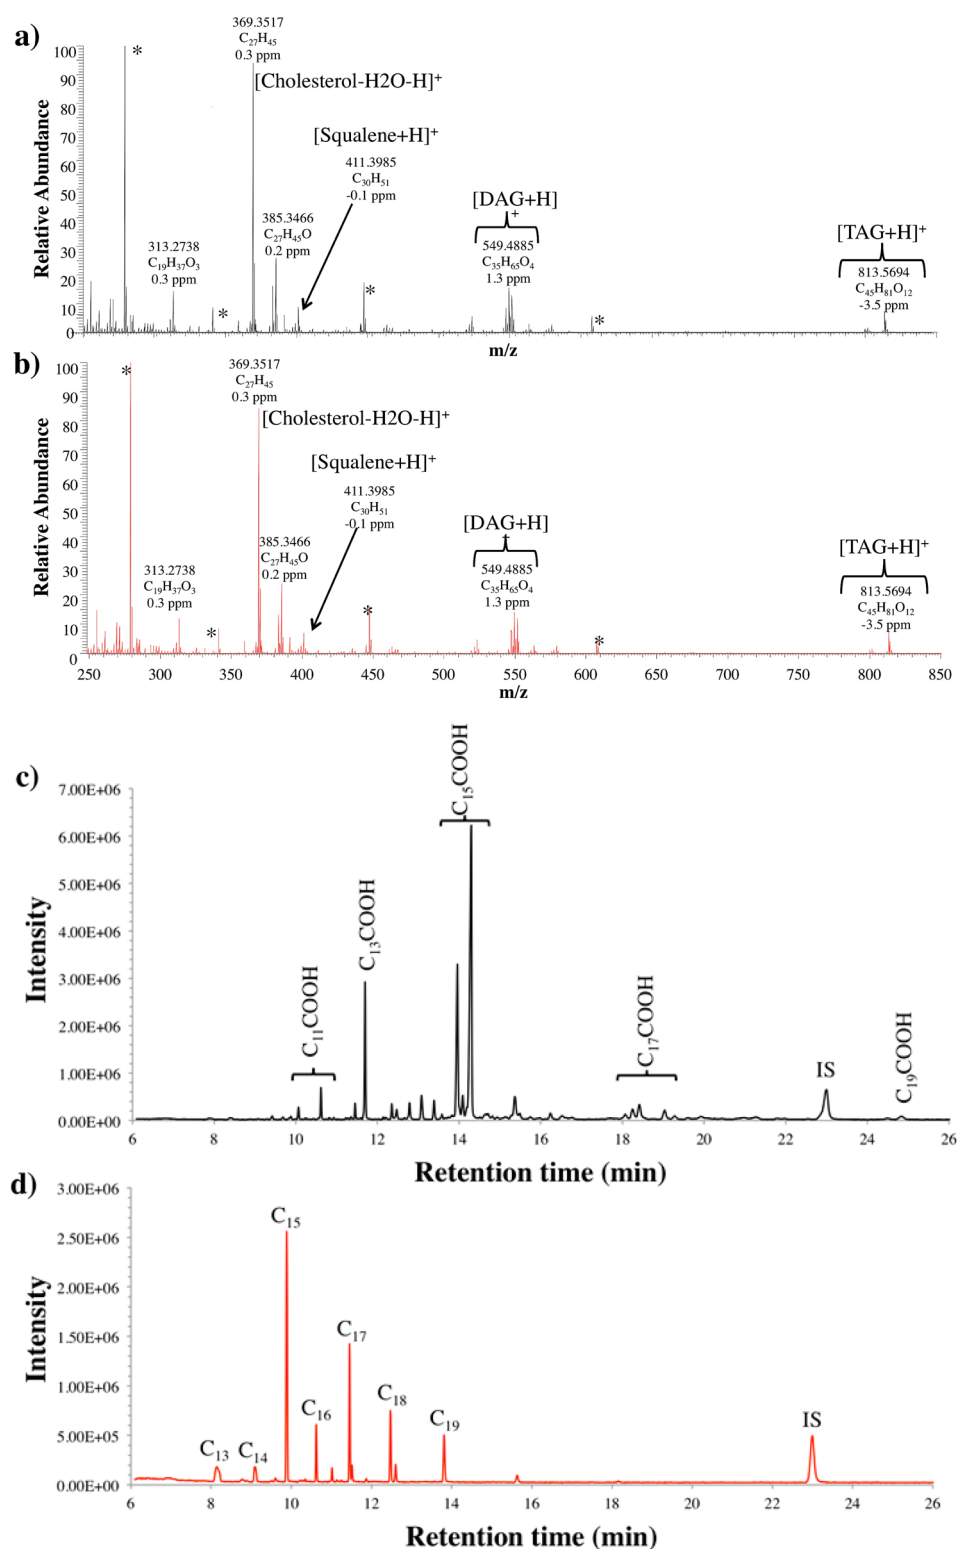 a)
369.3517
C₂₇H₄₅
0.3 ppm
*
[Cholesterol-H2O-H]⁺
[Squalene+H]⁺
411.3985
C₃₀H₅₁
-0.1 ppm
[DAG+H]
+
549.4885
C₃₅H₆₅O₄
1.3 ppm
[TAG+H]⁺
813.5694
C₄₅H₈₁O₁₂
-3.5 ppm
385.3466
C₂₇H₄₅O
0.2 ppm
313.2738
C₁₉H₃₇O₃
0.3 ppm
*
*
*
Relative Abundance
100
90
80
70
60
50
40
30
20
10
0
m/z
b)
369.3517
C₂₇H₄₅
0.3 ppm
*
[Cholesterol-H2O-H]⁺
[Squalene+H]⁺
411.3985
C₃₀H₅₁
-0.1 ppm
[DAG+H]
+
549.4885
C₃₅H₆₅O₄
1.3 ppm
[TAG+H]⁺
813.5694
C₄₅H₈₁O₁₂
-3.5 ppm
385.3466
C₂₇H₄₅O
0.2 ppm
313.2738
C₁₉H₃₇O₃
0.3 ppm
*
*
*
Relative Abundance
100
90
80
70
60
50
40
30
20
10
0
250 300 350 400 450 500 550 600 650 700 750 800 850
m/z
c)
Intensity
7.00E+06
6.00E+06
5.00E+06
4.00E+06
3.00E+06
2.00E+06
1.00E+06
0.00E+00
C₁₁COOH
C₁₃COOH
C₁₅COOH
C₁₇COOH
IS
C₁₉COOH
6 8 10 12 14 16 18 20 22 24 26
Retention time (min)
d)
Intensity
3.00E+06
2.50E+06
2.00E+06
1.50E+06
1.00E+06
5.00E+05
0.00E+00
C₁₃
C₁₄
C₁₅
C₁₆
C₁₇
C₁₈
C₁₉
IS
6 8 10 12 14 16 18 20 22 24 26
Retention time (min)